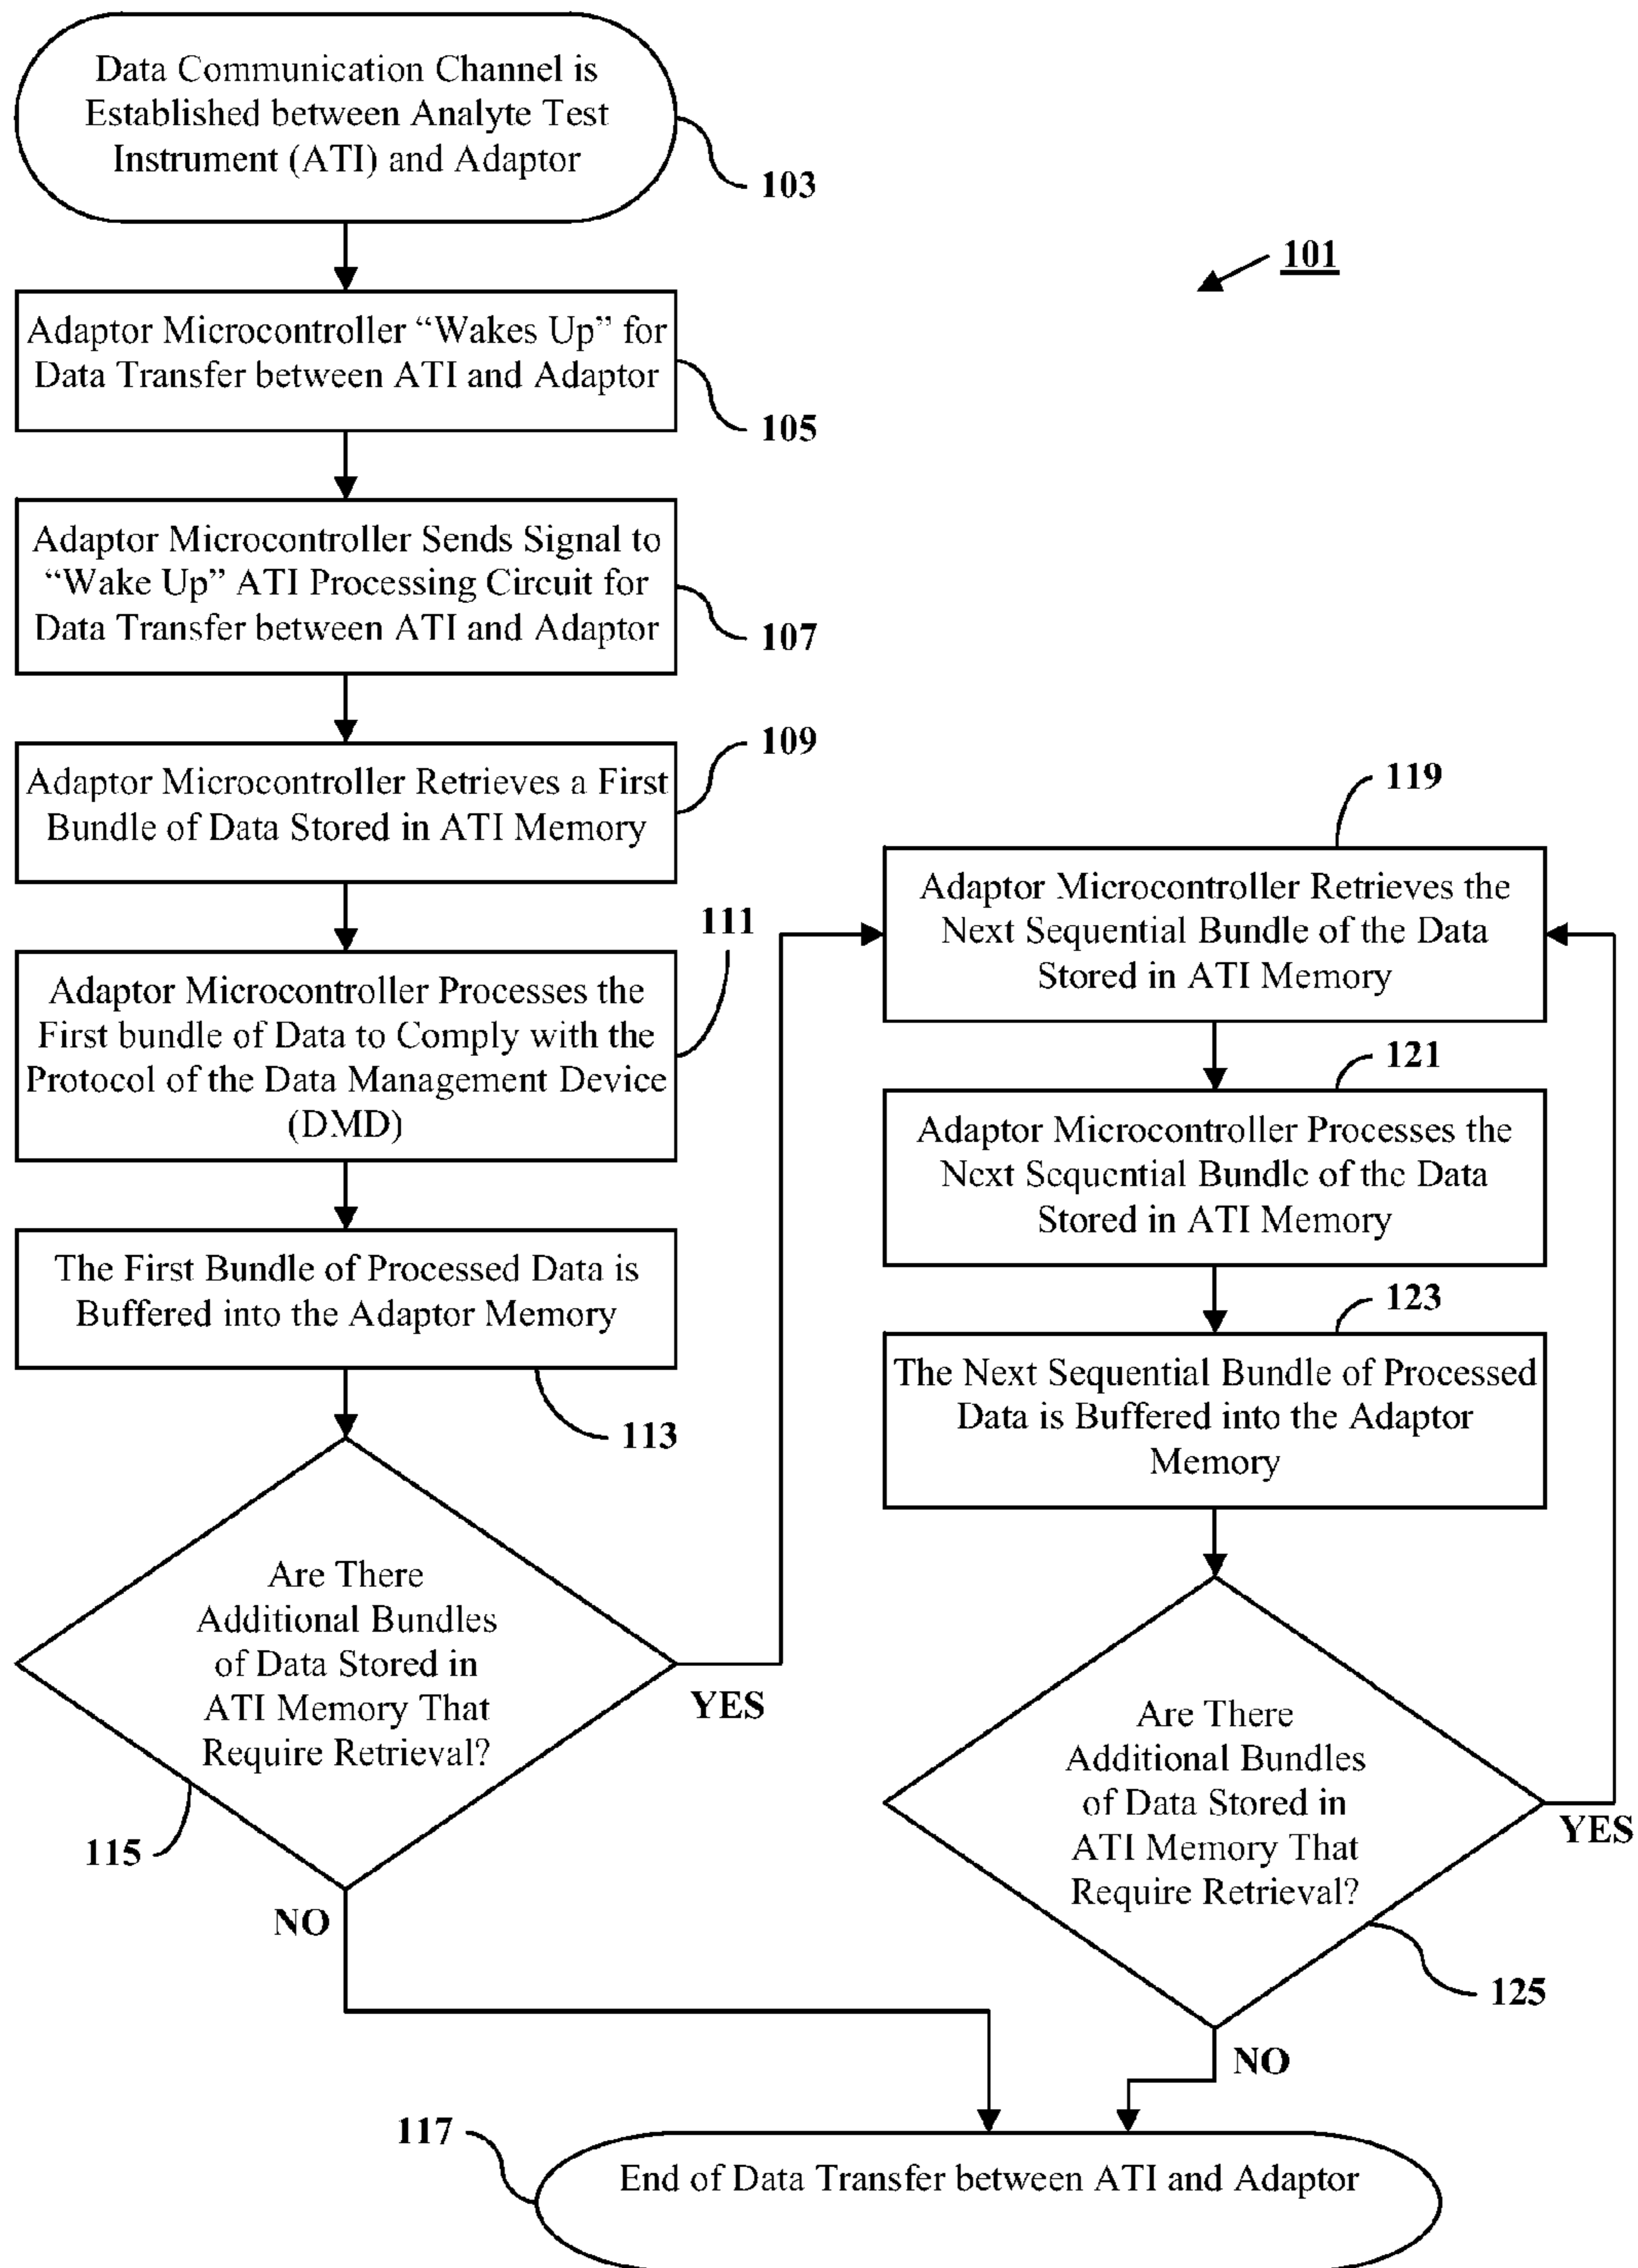 Data Communication Channel is
Established between Analyte Test
Instrument (ATI) and Adaptor
103
101
Adaptor Microcontroller “Wakes Up” for
Data Transfer between ATI and Adaptor
105
Adaptor Microcontroller Sends Signal to
“Wake Up” ATI Processing Circuit for
Data Transfer between ATI and Adaptor
107
109
Adaptor Microcontroller Retrieves a First
Bundle of Data Stored in ATI Memory
111
Adaptor Microcontroller Processes the
First bundle of Data to Comply with the
Protocol of the Data Management Device
(DMD)
The First Bundle of Processed Data is
Buffered into the Adaptor Memory
113
Are There
Additional Bundles
of Data Stored in
ATI Memory That
Require Retrieval?
YES
115
NO
119
Adaptor Microcontroller Retrieves the
Next Sequential Bundle of the Data
Stored in ATI Memory
121
Adaptor Microcontroller Processes the
Next Sequential Bundle of the Data
Stored in ATI Memory
123
The Next Sequential Bundle of Processed
Data is Buffered into the Adaptor
Memory
Are There
Additional Bundles
of Data Stored in
ATI Memory That
Require Retrieval?
YES
125
NO
117
End of Data Transfer between ATI and Adaptor